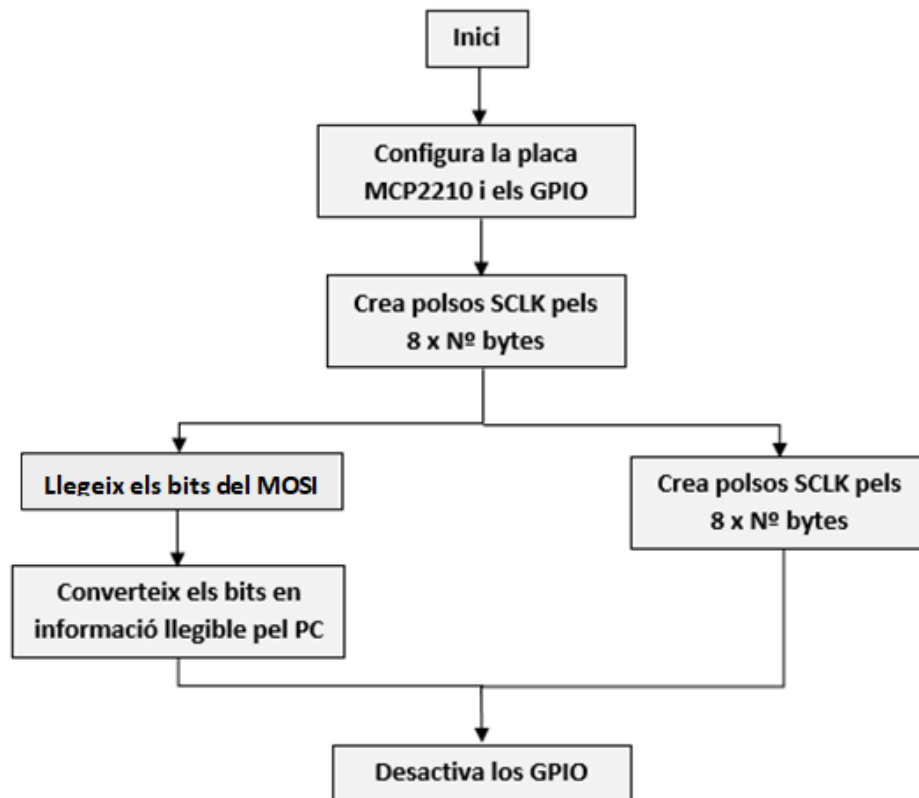 Inici
Configura la placa
MCP2210 i els GPIO
Crea polsos SCLK pels
8 x Nº bytes
Llegeix els bits del MOSI
Crea polsos SCLK pels
8 x Nº bytes
Converteix els bits en
informació llegible pel PC
Desactiva los GPIO